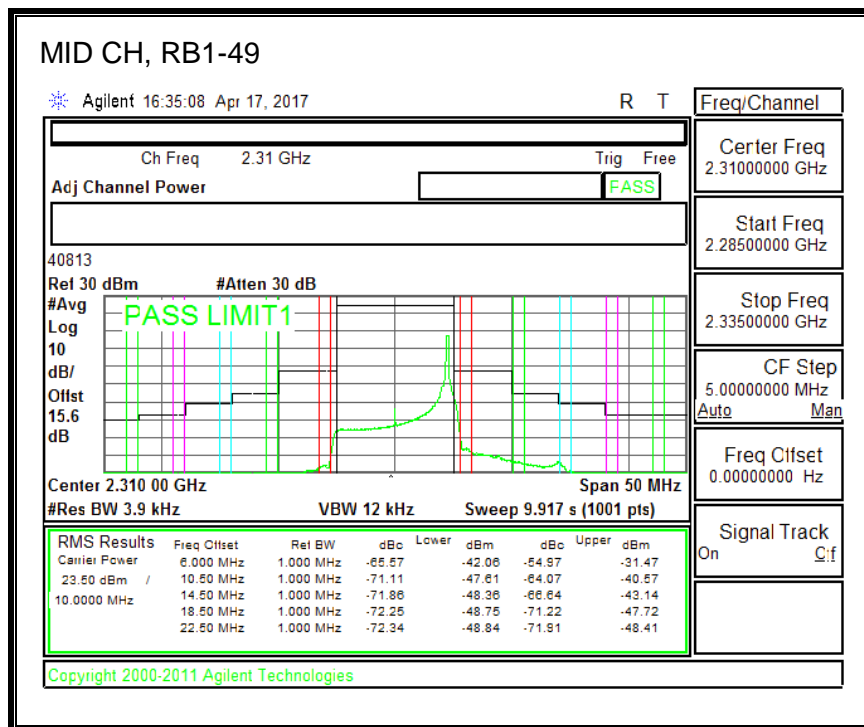 MID CH, RB1-49
Agilent 16:35:08 Apr 17, 2017 R T
Freq/Channel
Ch Freq 2.31 GHz Trig Free
Adj Channel Power PASS
Center Freq
2.31000000 GHz
Start Freq
2.28500000 GHz
Stop Freq
2.33500000 GHz
CF Step
5.00000000 MHz
Auto Man
Freq Offset
0.00000000 Hz
Signal Track
On Off
40813
Ref 30 dBm #Atten 30 dB
#Avg
Log
10
dB/
Offst
15.6
dB
PASS LIMIT1
Center 2.310 00 GHz Span 50 MHz
#Res BW 3.9 kHz VBW 12 kHz Sweep 9.917 s (1001 pts)
RMS Results Freq Offset Ref BW dBc Lower dBm dBc Upper dBm
Carrier Power 6.000 MHz 1.000 MHz -65.57 -42.06 -54.97 -31.47
23.50 dBm / 10.50 MHz 1.000 MHz -71.11 -47.61 -64.07 -40.57
10.0000 MHz 14.50 MHz 1.000 MHz -71.86 -48.36 -66.64 -43.14
18.50 MHz 1.000 MHz -72.25 -48.75 -71.22 -47.72
22.50 MHz 1.000 MHz -72.34 -48.84 -71.91 -48.41
Copyright 2000-2011 Agilent Technologies